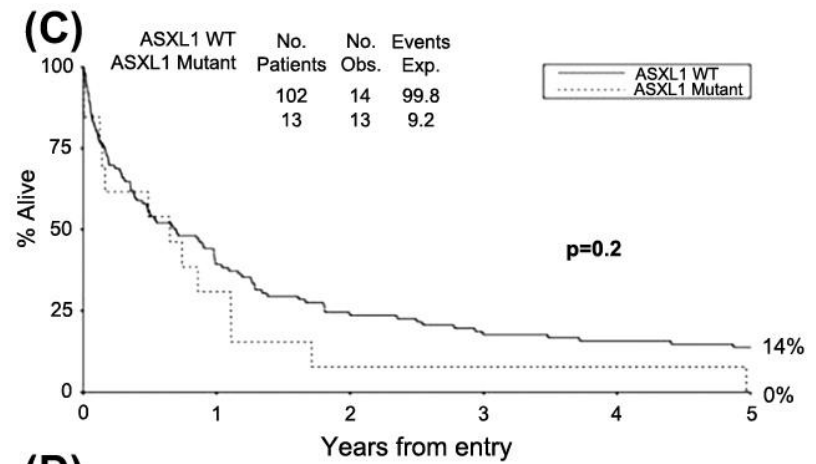 (C)
ASXL1 WT No. No. Events
ASXL1 Mutant Patients Obs. Exp.
102 14 99.8
13 13 9.2
ASXL1 WT
ASXL1 Mutant
100
75
50
25
0
% Alive
p=0.2
14%
0%
0 1 2 3 4 5
Years from entry